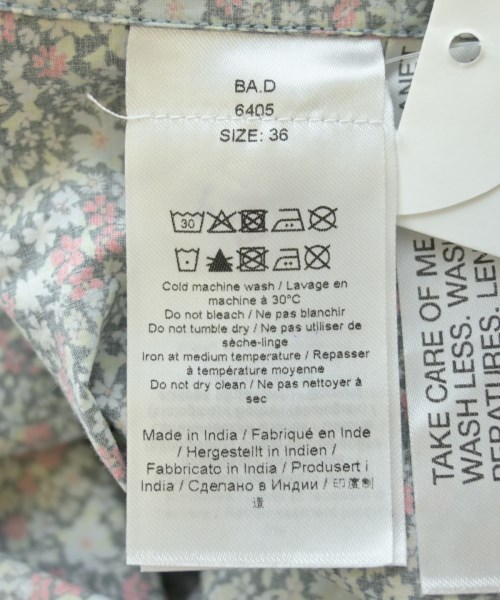 BA.D
6405
SIZE: 36
30
Cold machine wash / Lavage en
machine à 30°C
Do not bleach / Ne pas blanchir
Do not tumble dry / Ne pas utiliser de
sèche-linge
Iron at medium temperature / Repasser
à température moyenne
Do not dry clean / Ne pas nettoyer à
sec
Made in India / Fabriqué en Inde
/ Hergestellt in Indien /
Fabbricato in India / Produsert i
India / Сделано в Индии / 印度制
造
TAKE CARE OF ME
WASH LESS. WAS
PERATURES. LEN